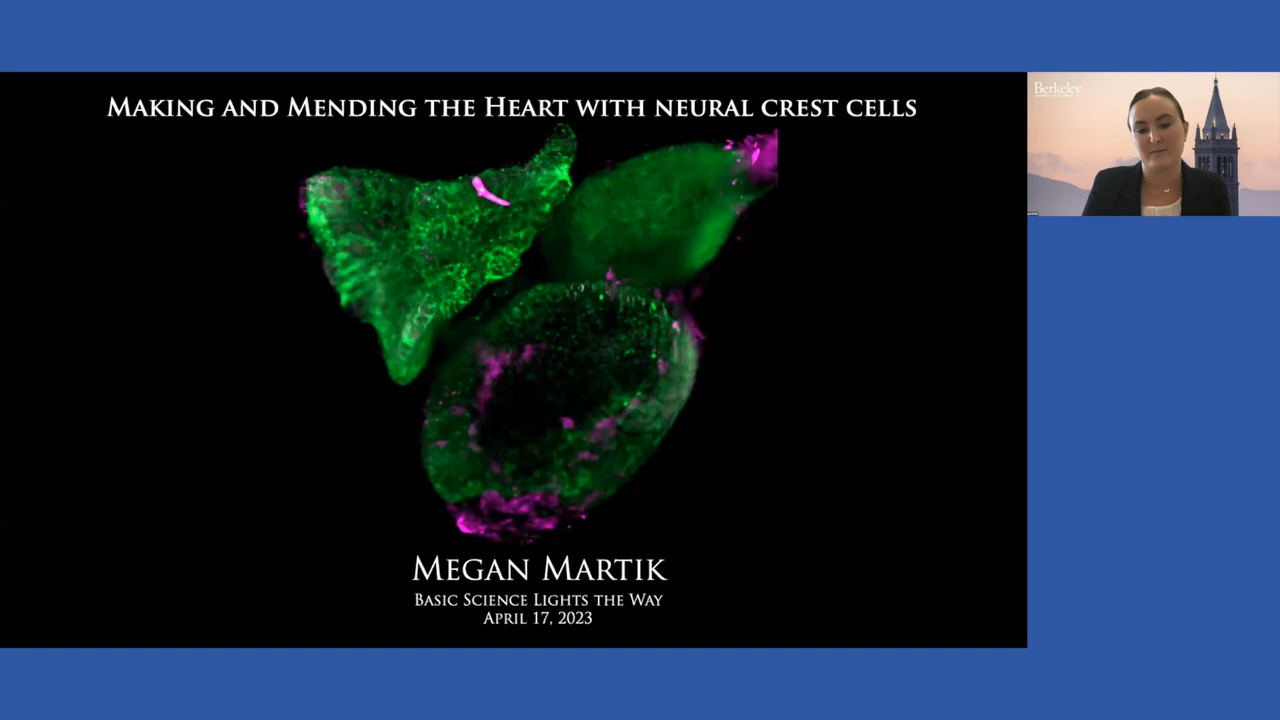 Making and Mending the Heart with neural crest cells
Berkeley
Megan Martik
Basic Science Lights the Way
April 17, 2023